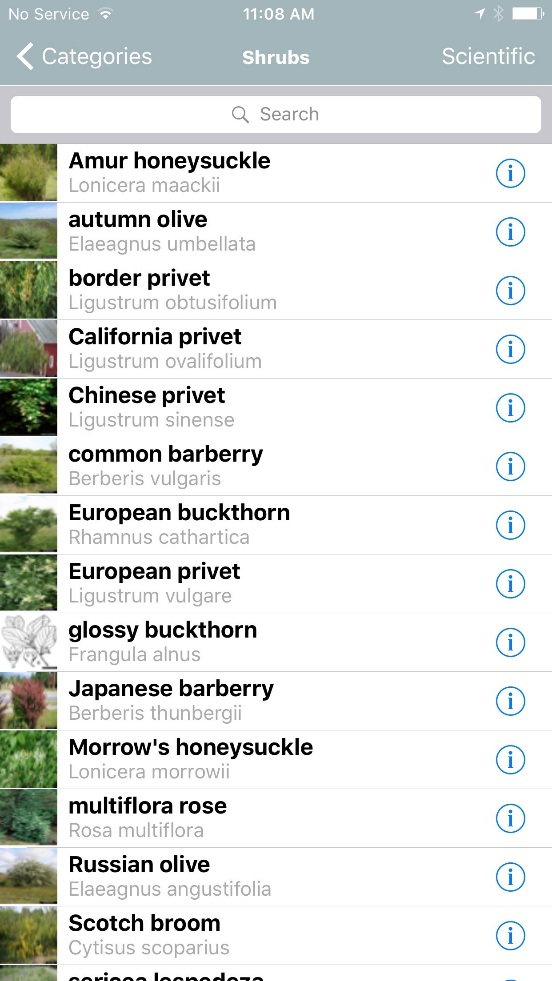 No Service 11:08 AM
Categories Shrubs Scientific
Search
Amur honeysuckle
Lonicera maackii
autumn olive
Elaeagnus umbellata
border privet
Ligustrum obtusifolium
California privet
Ligustrum ovalifolium
Chinese privet
Ligustrum sinense
common barberry
Berberis vulgaris
European buckthorn
Rhamnus cathartica
European privet
Ligustrum vulgare
glossy buckthorn
Frangula alnus
Japanese barberry
Berberis thunbergii
Morrow's honeysuckle
Lonicera morrowii
multiflora rose
Rosa multiflora
Russian olive
Elaeagnus angustifolia
Scotch broom
Cytisus scoparius
sericea lespedeza